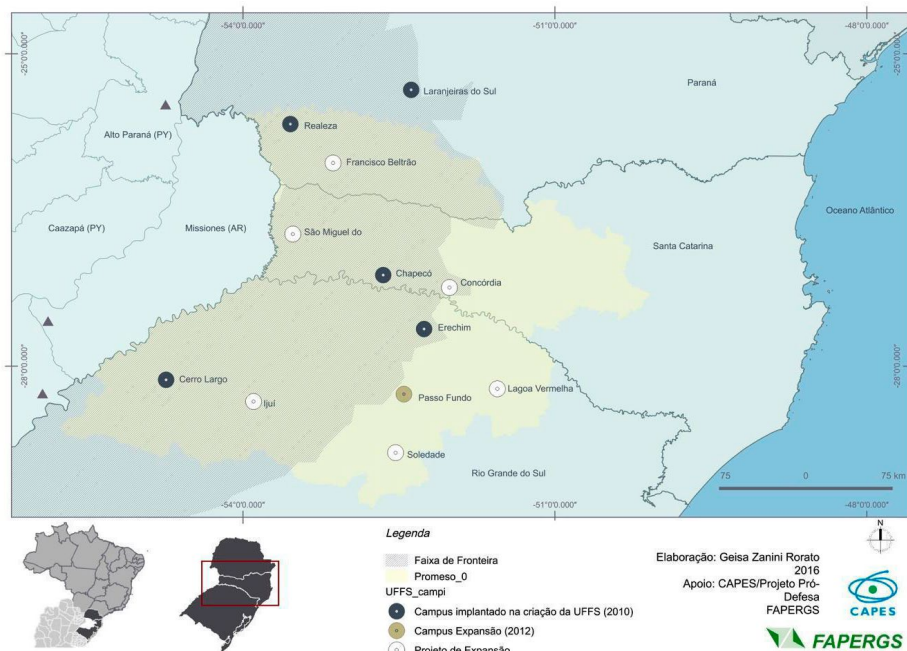 -54°0'0.000"
-51°0'0.000"
-48°0'0.000"
-25°0'0.000"
-25°0'0.000"
Paraná
Laranjeiras do Sul
Realeza
Alto Paraná (PY)
Francisco Beltrão
Oceano Atlântico
Caazapá (PY)
Missiones (AR)
São Miguel do
Santa Catarina
Chapecó
Concórdia
Erechim
-28°0'0.000"
-28°0'0.000"
Cerro Largo
Lagoa Vermelha
Ijuí
Passo Fundo
Soledade
Rio Grande do Sul
75
0
75 km
-54°0'0.000"
-51°0'0.000"
-48°0'0.000"
Legenda
Faixa de Fronteira
Promeso_0
UFFS_campi
Campus implantado na criação da UFFS (2010)
Campus Expansão (2012)
Projeto de Expansão
N
Elaboração: Geisa Zanini Rorato
2016
Apoio: CAPES/Projeto Pró-
Defesa
FAPERGS
CAPES
FAPERGS